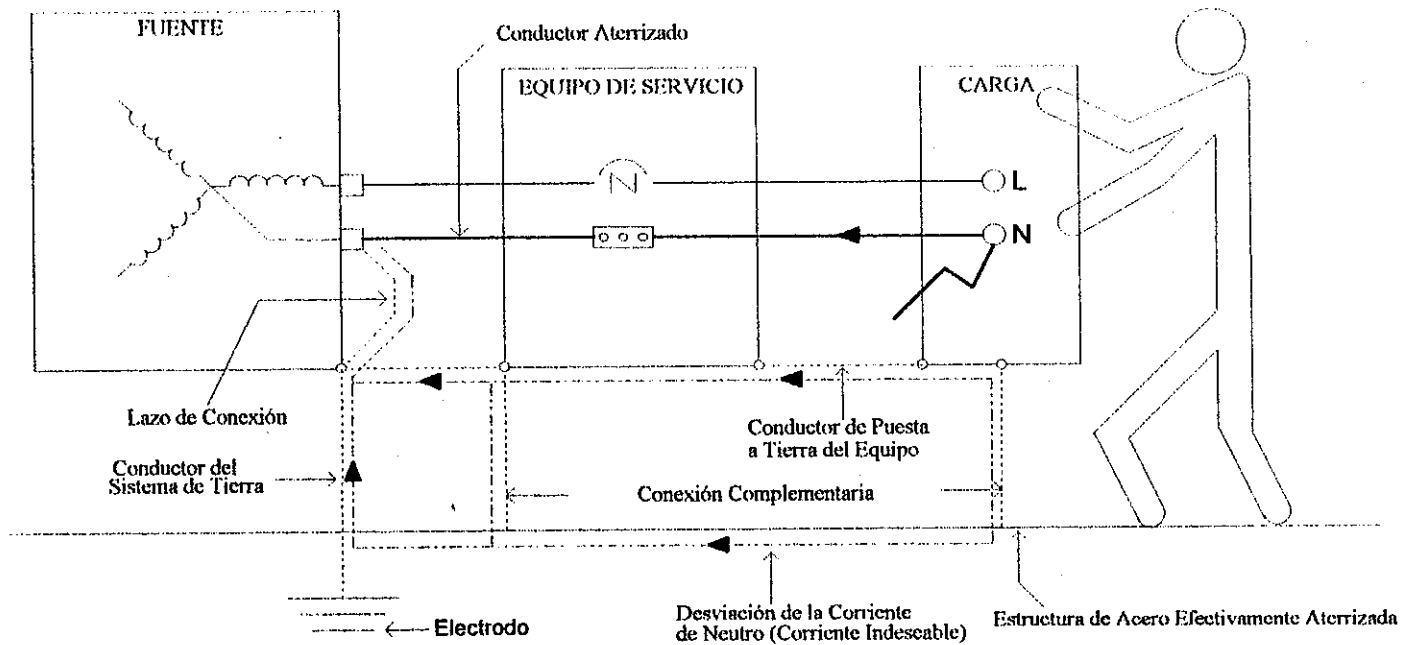 FUENTE
Conductor Aterrizado
EQUIPO DE SERVICIO
CARGA
L
N
Lazo de Conexión
Conductor del
Sistema de Tierra
Conductor de Puesta
a Tierra del Equipo
Conexión Complementaria
Electrodo
Desviación de la Corriente
de Neutro (Corriente Indeseable)
Estructura de Acero Efectivamente Aterrizada